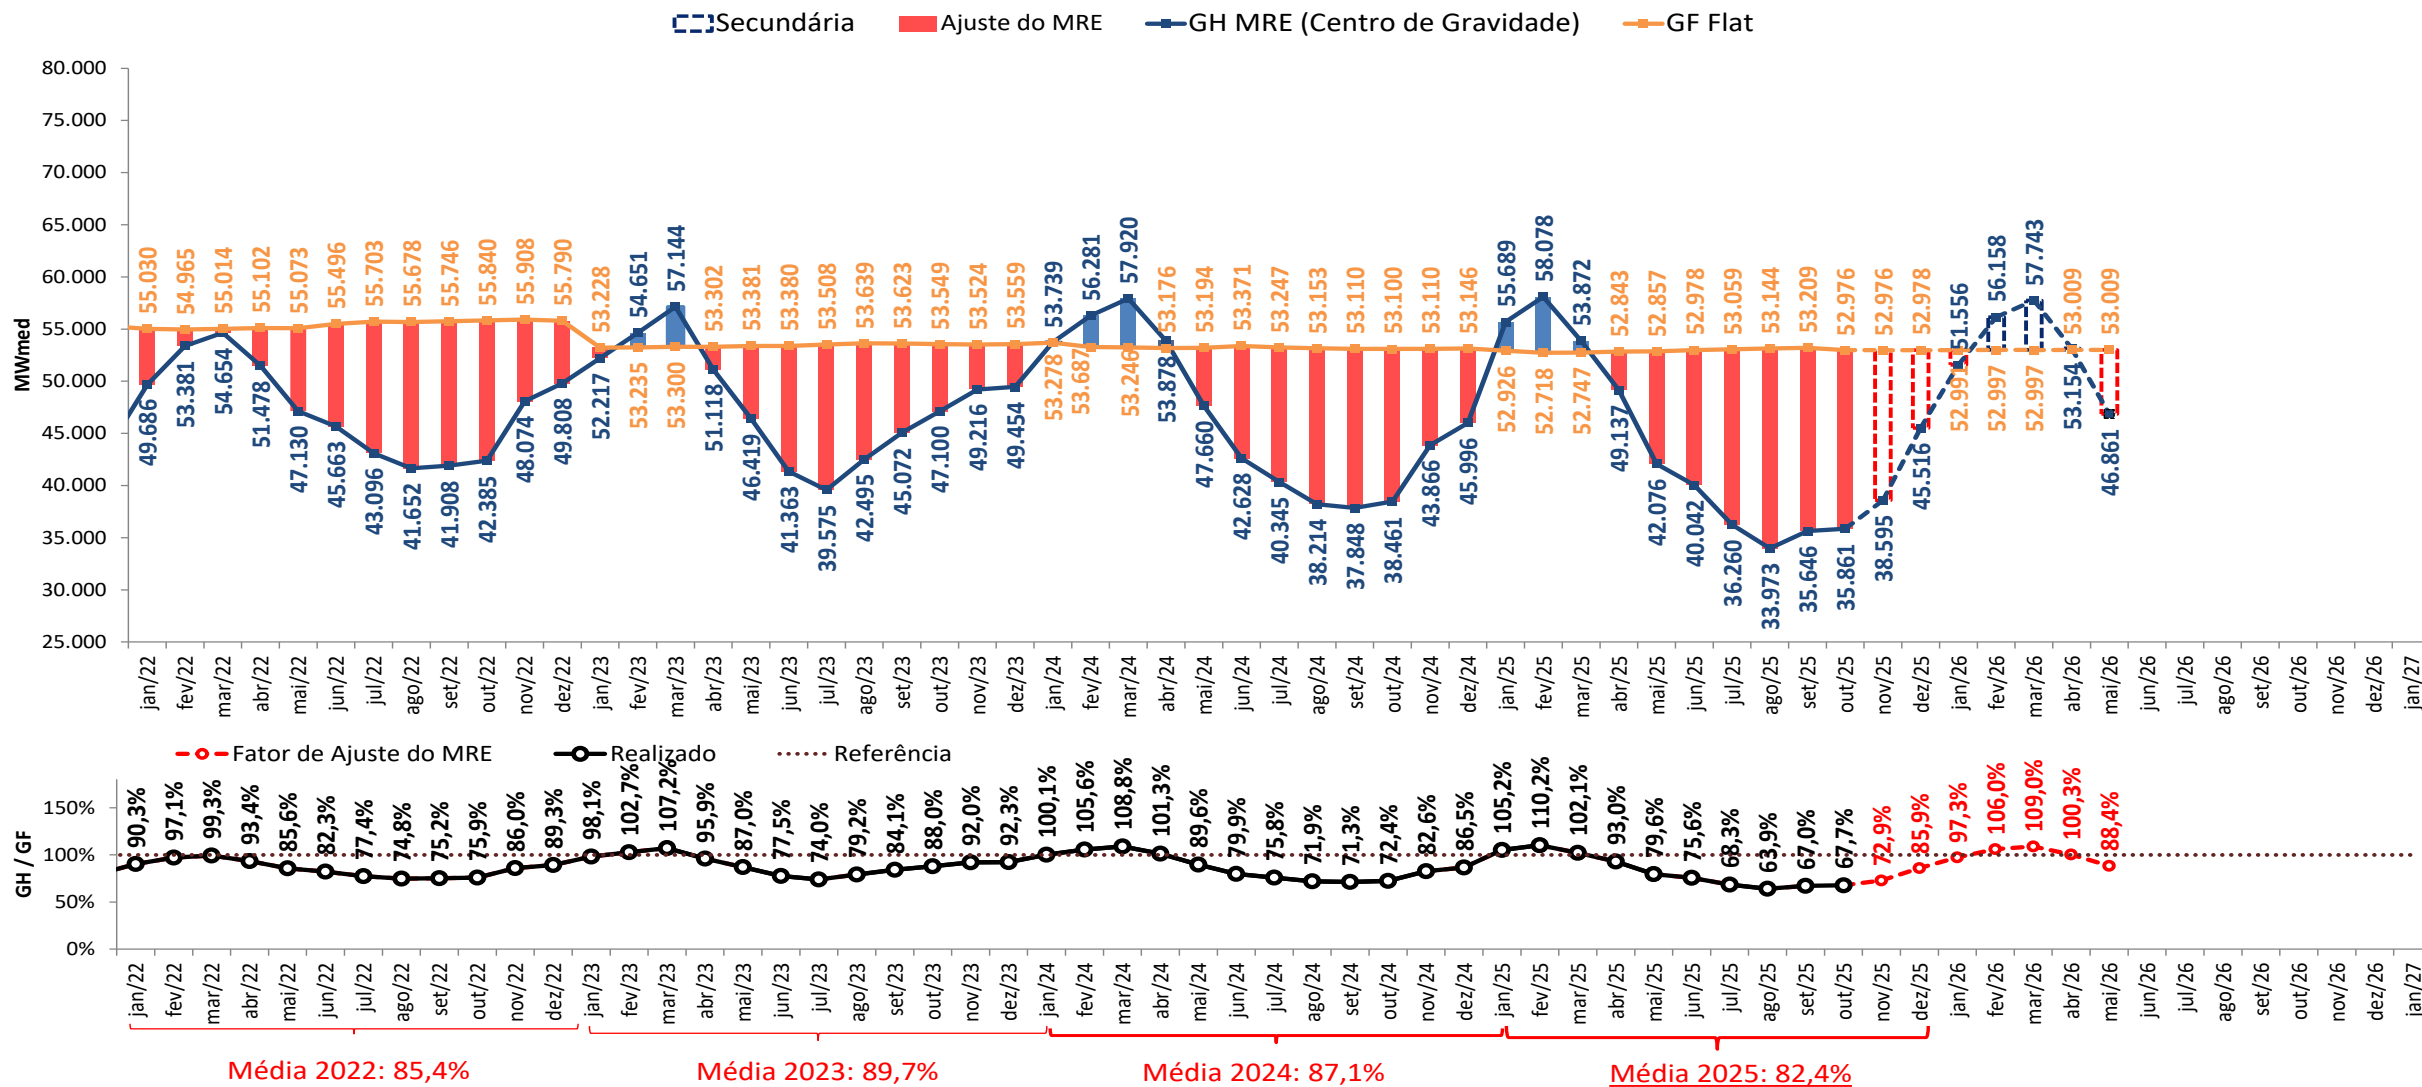 Secundária Ajuste do MRE GH MRE (Centro de Gravidade) GF Flat
MWmed
80.000
75.000
70.000
65.000
60.000
55.000
50.000
45.000
40.000
35.000
30.000
25.000
55.030 54.965 55.014 55.102 55.073 55.496 55.703 55.678 55.746 55.840 55.908 55.790 53.228 53.235 53.300 53.302 53.381 53.380 53.508 53.639 53.623 53.549 53.524 53.559 53.278 53.687 53.246 53.176 53.194 53.371 53.247 53.153 53.110 53.100 53.110 53.146 52.926 52.718 52.747 52.843 52.857 52.978 53.059 53.144 53.209 52.976 52.976 52.978 52.991 52.997 52.997 53.009 53.009
49.686 53.381 54.654 51.478 47.130 45.663 43.096 41.652 41.908 42.385 48.074 49.808 52.217 54.651 57.144 51.118 46.419 41.363 39.575 42.495 45.072 47.100 49.216 49.454 53.739 56.281 57.920 53.878 47.660 42.628 40.345 38.214 37.848 38.461 43.866 45.996 55.689 58.078 53.872 49.137 42.076 40.042 36.260 33.973 35.646 35.861 38.595 45.516 51.556 56.158 57.743 53.154 46.861
jan/22 fev/22 mar/22 abr/22 mai/22 jun/22 jul/22 ago/22 set/22 out/22 nov/22 dez/22 jan/23 fev/23 mar/23 abr/23 mai/23 jun/23 jul/23 ago/23 set/23 out/23 nov/23 dez/23 jan/24 fev/24 mar/24 abr/24 mai/24 jun/24 jul/24 ago/24 set/24 out/24 nov/24 dez/24 jan/25 fev/25 mar/25 abr/25 mai/25 jun/25 jul/25 ago/25 set/25 out/25 nov/25 dez/25 jan/26 fev/26 mar/26 abr/26 mai/26 jun/26 jul/26 ago/26 set/26 out/26 nov/26 dez/26 jan/27
Fator de Ajuste do MRE Realizado Referência
GH / GF
150%
100%
50%
0%
90,3% 97,1% 99,3% 93,4% 85,6% 82,3% 77,4% 74,8% 75,2% 75,9% 86,0% 89,3% 98,1% 102,7% 107,2% 95,9% 87,0% 77,5% 74,0% 79,2% 84,1% 88,0% 92,0% 92,3% 100,1% 105,6% 108,8% 101,3% 89,6% 79,9% 75,8% 71,9% 71,3% 72,4% 82,6% 86,5% 105,2% 110,2% 102,1% 93,0% 79,6% 75,6% 68,3% 63,9% 67,0% 67,7% 72,9% 85,9% 97,3% 106,0% 109,0% 100,3% 88,4%
jan/22 fev/22 mar/22 abr/22 mai/22 jun/22 jul/22 ago/22 set/22 out/22 nov/22 dez/22 jan/23 fev/23 mar/23 abr/23 mai/23 jun/23 jul/23 ago/23 set/23 out/23 nov/23 dez/23 jan/24 fev/24 mar/24 abr/24 mai/24 jun/24 jul/24 ago/24 set/24 out/24 nov/24 dez/24 jan/25 fev/25 mar/25 abr/25 mai/25 jun/25 jul/25 ago/25 set/25 out/25 nov/25 dez/25 jan/26 fev/26 mar/26 abr/26 mai/26 jun/26 jul/26 ago/26 set/26 out/26 nov/26 dez/26 jan/27
Média 2022: 85,4% Média 2023: 89,7% Média 2024: 87,1% Média 2025: 82,4%